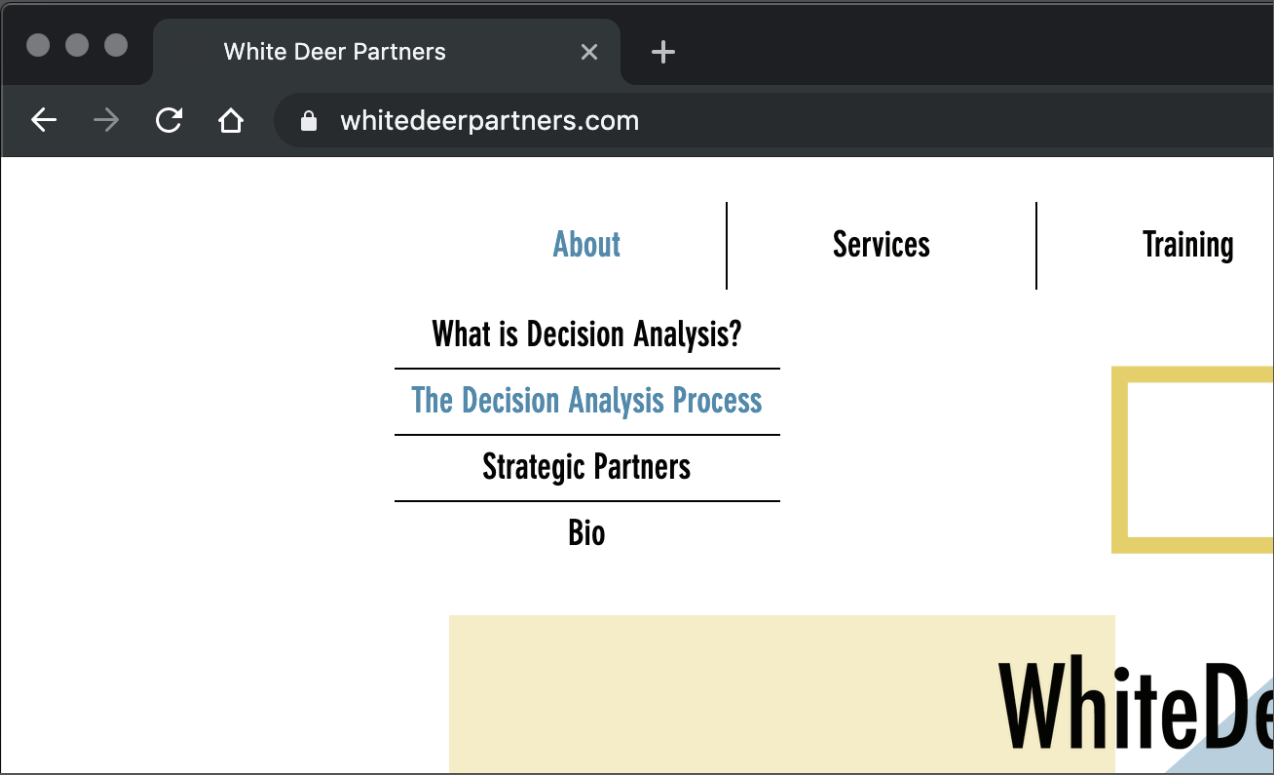 White Deer Partners
whitedeerpartners.com
About Services Training
What is Decision Analysis?
The Decision Analysis Process
Strategic Partners
Bio
WhiteDe